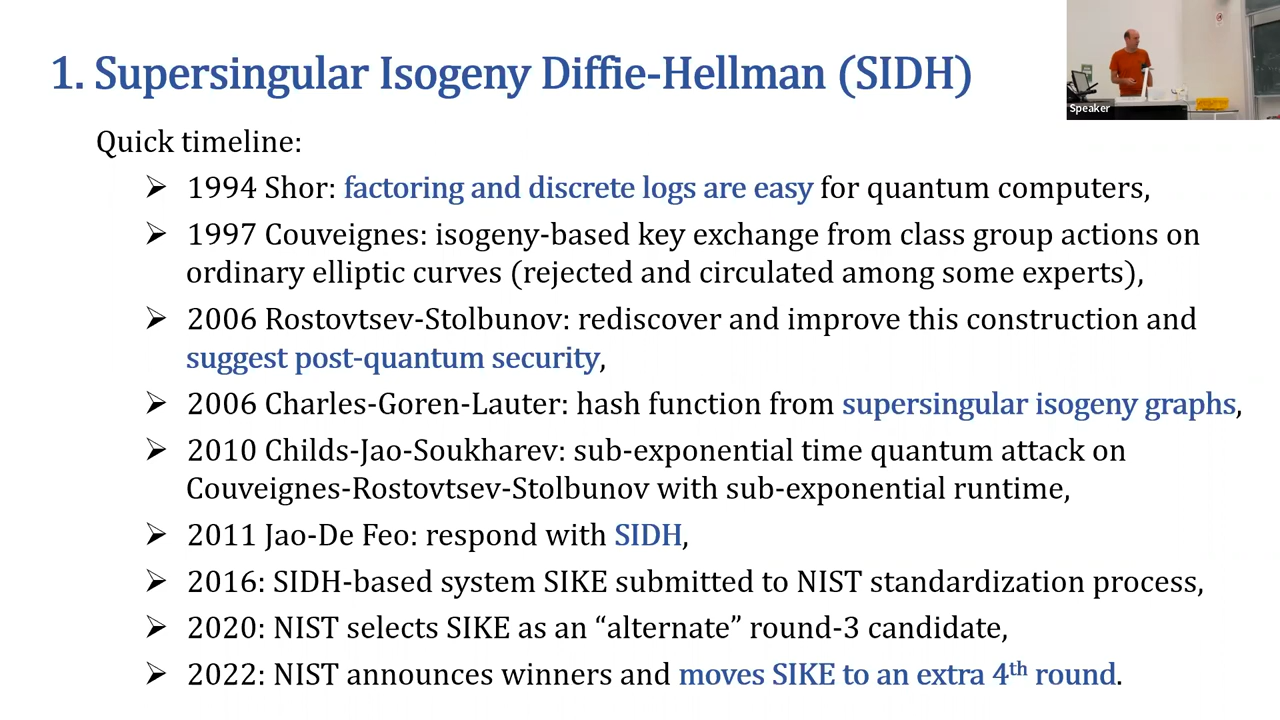 1. Supersingular Isogeny Diffie-Hellman (SIDH)
Speaker
Quick timeline:
➢ 1994 Shor: factoring and discrete logs are easy for quantum computers,
➢ 1997 Couveignes: isogeny-based key exchange from class group actions on
ordinary elliptic curves (rejected and circulated among some experts),
➢ 2006 Rostovtsev-Stolbunov: rediscover and improve this construction and
suggest post-quantum security,
➢ 2006 Charles-Goren-Lauter: hash function from supersingular isogeny graphs,
➢ 2010 Childs-Jao-Soukharev: sub-exponential time quantum attack on
Couveignes-Rostovtsev-Stolbunov with sub-exponential runtime,
➢ 2011 Jao-De Feo: respond with SIDH,
➢ 2016: SIDH-based system SIKE submitted to NIST standardization process,
➢ 2020: NIST selects SIKE as an “alternate” round-3 candidate,
➢ 2022: NIST announces winners and moves SIKE to an extra 4th round.